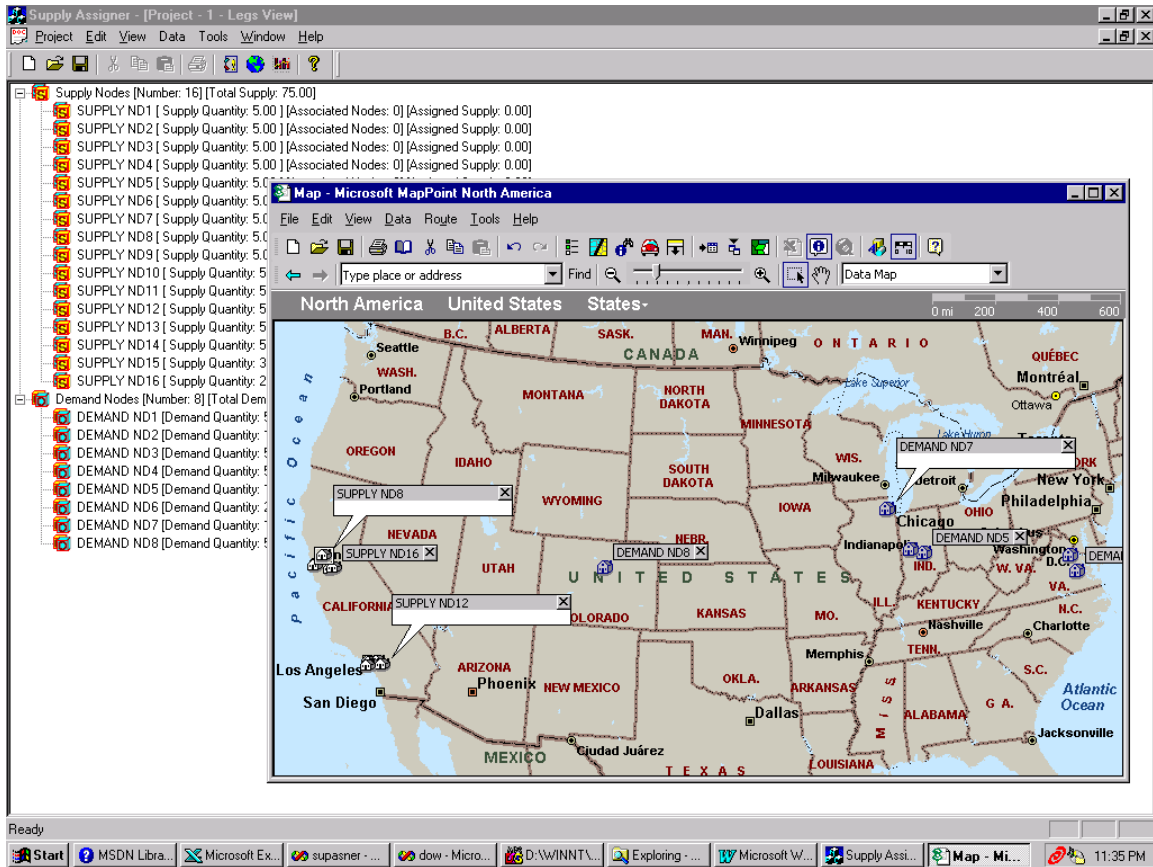 Supply Assigner - [Project - 1 - Legs View]
Project Edit View Data Tools Window Help
Supply Nodes [Number: 16] [Total Supply: 75.00]
SUPPLY ND1 [ Supply Quantity: 5.00 ] [Associated Nodes: 0] [Assigned Supply: 0.00]
SUPPLY ND2 [ Supply Quantity: 5.00 ] [Associated Nodes: 0] [Assigned Supply: 0.00]
SUPPLY ND3 [ Supply Quantity: 5.00 ] [Associated Nodes: 0] [Assigned Supply: 0.00]
SUPPLY ND4 [ Supply Quantity: 5.00 ] [Associated Nodes: 0] [Assigned Supply: 0.00]
SUPPLY ND5 [ Supply Quantity: 5.0
SUPPLY ND6 [ Supply Quantity: 5.0
SUPPLY ND7 [ Supply Quantity: 5.0
SUPPLY ND8 [ Supply Quantity: 5.0
SUPPLY ND9 [ Supply Quantity: 5.0
SUPPLY ND10 [ Supply Quantity: 5
SUPPLY ND11 [ Supply Quantity: 5
SUPPLY ND12 [ Supply Quantity: 5
SUPPLY ND13 [ Supply Quantity: 5
SUPPLY ND14 [ Supply Quantity: 5
SUPPLY ND15 [ Supply Quantity: 3
SUPPLY ND16 [ Supply Quantity: 2
Demand Nodes [Number: 8] [Total Dem
DEMAND ND1 [Demand Quantity: 5
DEMAND ND2 [Demand Quantity:
DEMAND ND3 [Demand Quantity: 5
DEMAND ND4 [Demand Quantity: 5
DEMAND ND5 [Demand Quantity:
DEMAND ND6 [Demand Quantity: 2
DEMAND ND7 [Demand Quantity:
DEMAND ND8 [Demand Quantity: 5
Map - Microsoft MapPoint North America
File Edit View Data Route Tools Help
Type place or address Find Data Map
North America United States States
0 mi 200 400 600
B.C. ALBERTA SASK. MAN. Winnipeg ONTARIO
Seattle CANADA QUÉBEC
WASH. Montréal
Portland MONTANA NORTH DAKOTA Lake Superior Ottawa
MINNESOTA Lake Huron
OREGON IDAHO WIS. DEMAND ND7
SOUTH DAKOTA Milwaukee Detroit New York
SUPPLY ND8 WYOMING IOWA Philadelphia
Chicago OHIO
NEVADA NEBR. Indianapol DEMAND ND5
SUPPLY ND16 DEMAND ND8 Washington DEMA
UTAH UNITED STATES IND. W. VA. D.C.
VA.
CALIFORNIA SUPPLY ND12 OLORADO KANSAS MO. ILL. KENTUCKY N.C.
Nashville Charlotte
Memphis TENN.
Los Angeles ARIZONA OKLA. S.C.
Phoenix NEW MEXICO ARKANSAS Atlantic Ocean
San Diego Dallas Miss ALABAMA GA.
Jacksonville
MEXICO Ciudad Juárez
TEXAS LOUISIANA
Pacific Ocean
Ready
Start MSDN Libra... Microsoft Ex... supasner - ... dow - Micro... D:\WINNT\... Exploring - ... Microsoft W... Supply Assi... Map - Mi... 11:35 PM